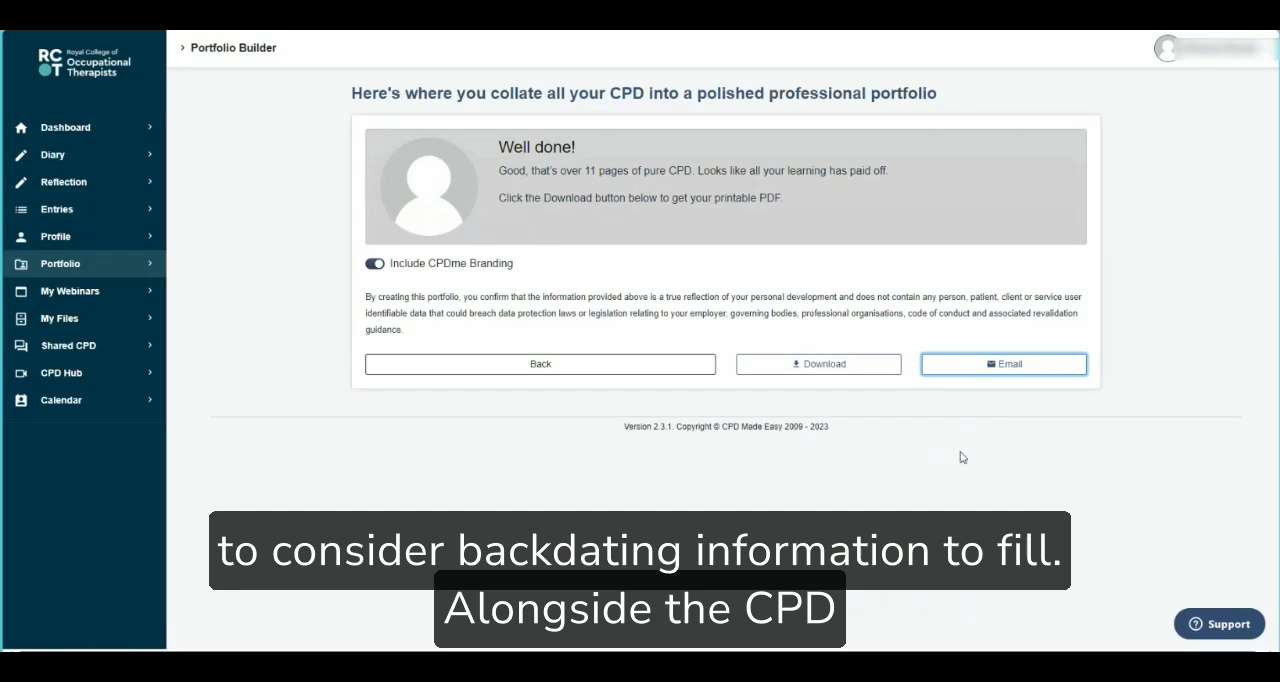 RC
OT
Royal College of
Occupational
Therapists
Portfolio Builder
Here's where you collate all your CPD into a polished professional portfolio
Dashboard
Diary
Reflection
Entries
Profile
Portfolio
My Webinars
My Files
Shared CPD
CPD Hub
Calendar
Well done!
Good, that's over 11 pages of pure CPD. Looks like all your learning has paid off.
Click the Download button below to get your printable PDF.
Include CPDme Branding
By creating this portfolio, you confirm that the information provided above is a true reflection of your personal development and does not contain any person, patient, client or service user
identifiable data that could breach data protection laws or legislation relating to your employer, governing bodies, professional organisations, code of conduct and associated revalidation
guidance.
Back
Download
Email
Version 2.3.1. Copyright © CPD Made Easy 2009 - 2023
to consider backdating information to fill.
Alongside the CPD
Support